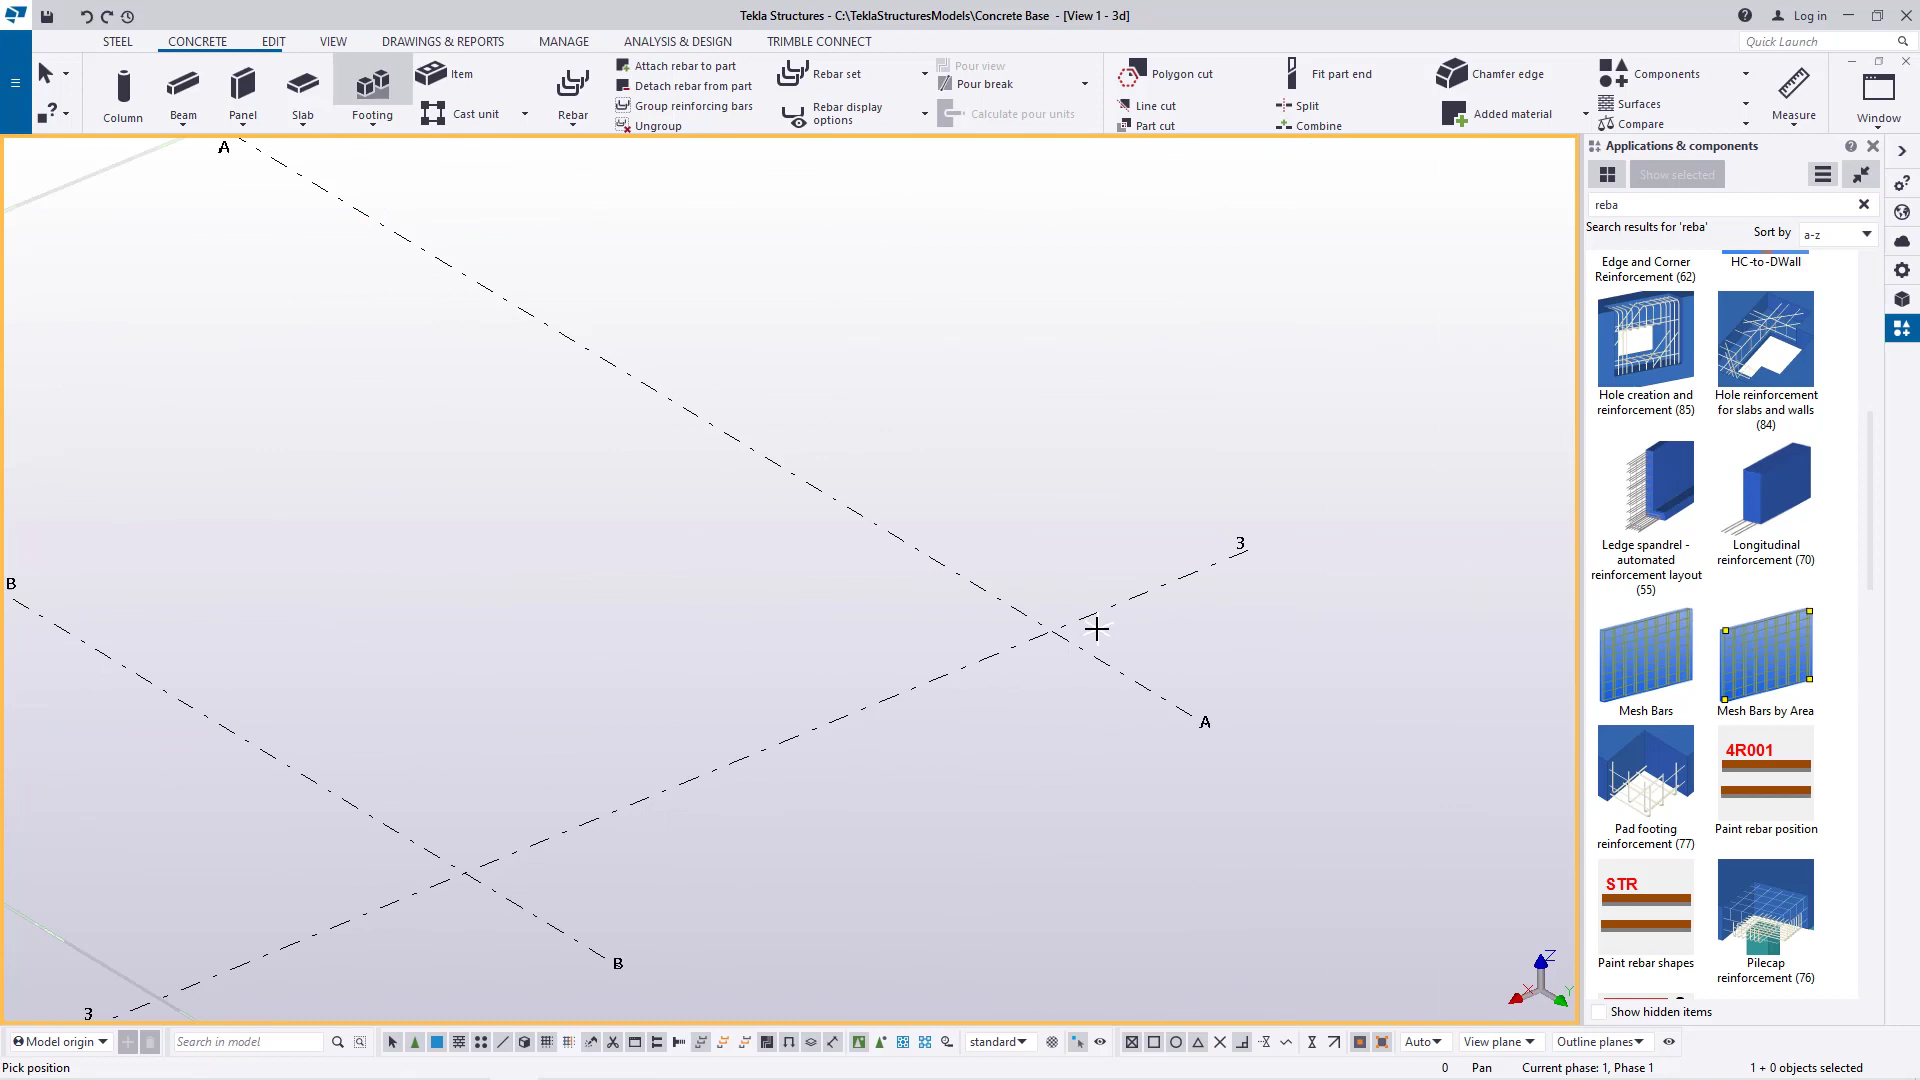 Tekla Structures - C:\TeklaStructuresModels\Concrete Base - [View 1 - 3d]
Log in
STEEL
CONCRETE
EDIT
VIEW
DRAWINGS & REPORTS
MANAGE
ANALYSIS & DESIGN
TRIMBLE CONNECT
Quick Launch
Column
Beam
Panel
Slab
Footing
Item
Cast unit
Rebar
Attach rebar to part
Detach rebar from part
Group reinforcing bars
Ungroup
Rebar set
Rebar display
options
Pour view
Pour break
Calculate pour units
Polygon cut
Line cut
Part cut
Fit part end
Split
Combine
Chamfer edge
Added material
Components
Surfaces
Compare
Measure
Window
A
B
3
A
B
3
Z
X
Y
Applications & components
Show selected
reba
Search results for 'reba'
Sort by
a-z
Edge and Corner
Reinforcement (62)
HC-to-DWall
Hole creation and
reinforcement (85)
Hole reinforcement
for slabs and walls
(84)
Ledge spandrel -
automated
reinforcement layout
(55)
Longitudinal
reinforcement (70)
Mesh Bars
Mesh Bars by Area
Pad footing
reinforcement (77)
4R001
Paint rebar position
STR
Paint rebar shapes
Pilecap
reinforcement (76)
Show hidden items
Model origin
Search in model
standard
Auto
View plane
Outline planes
Pick position
0
Pan
Current phase: 1, Phase 1
1 + 0 objects selected